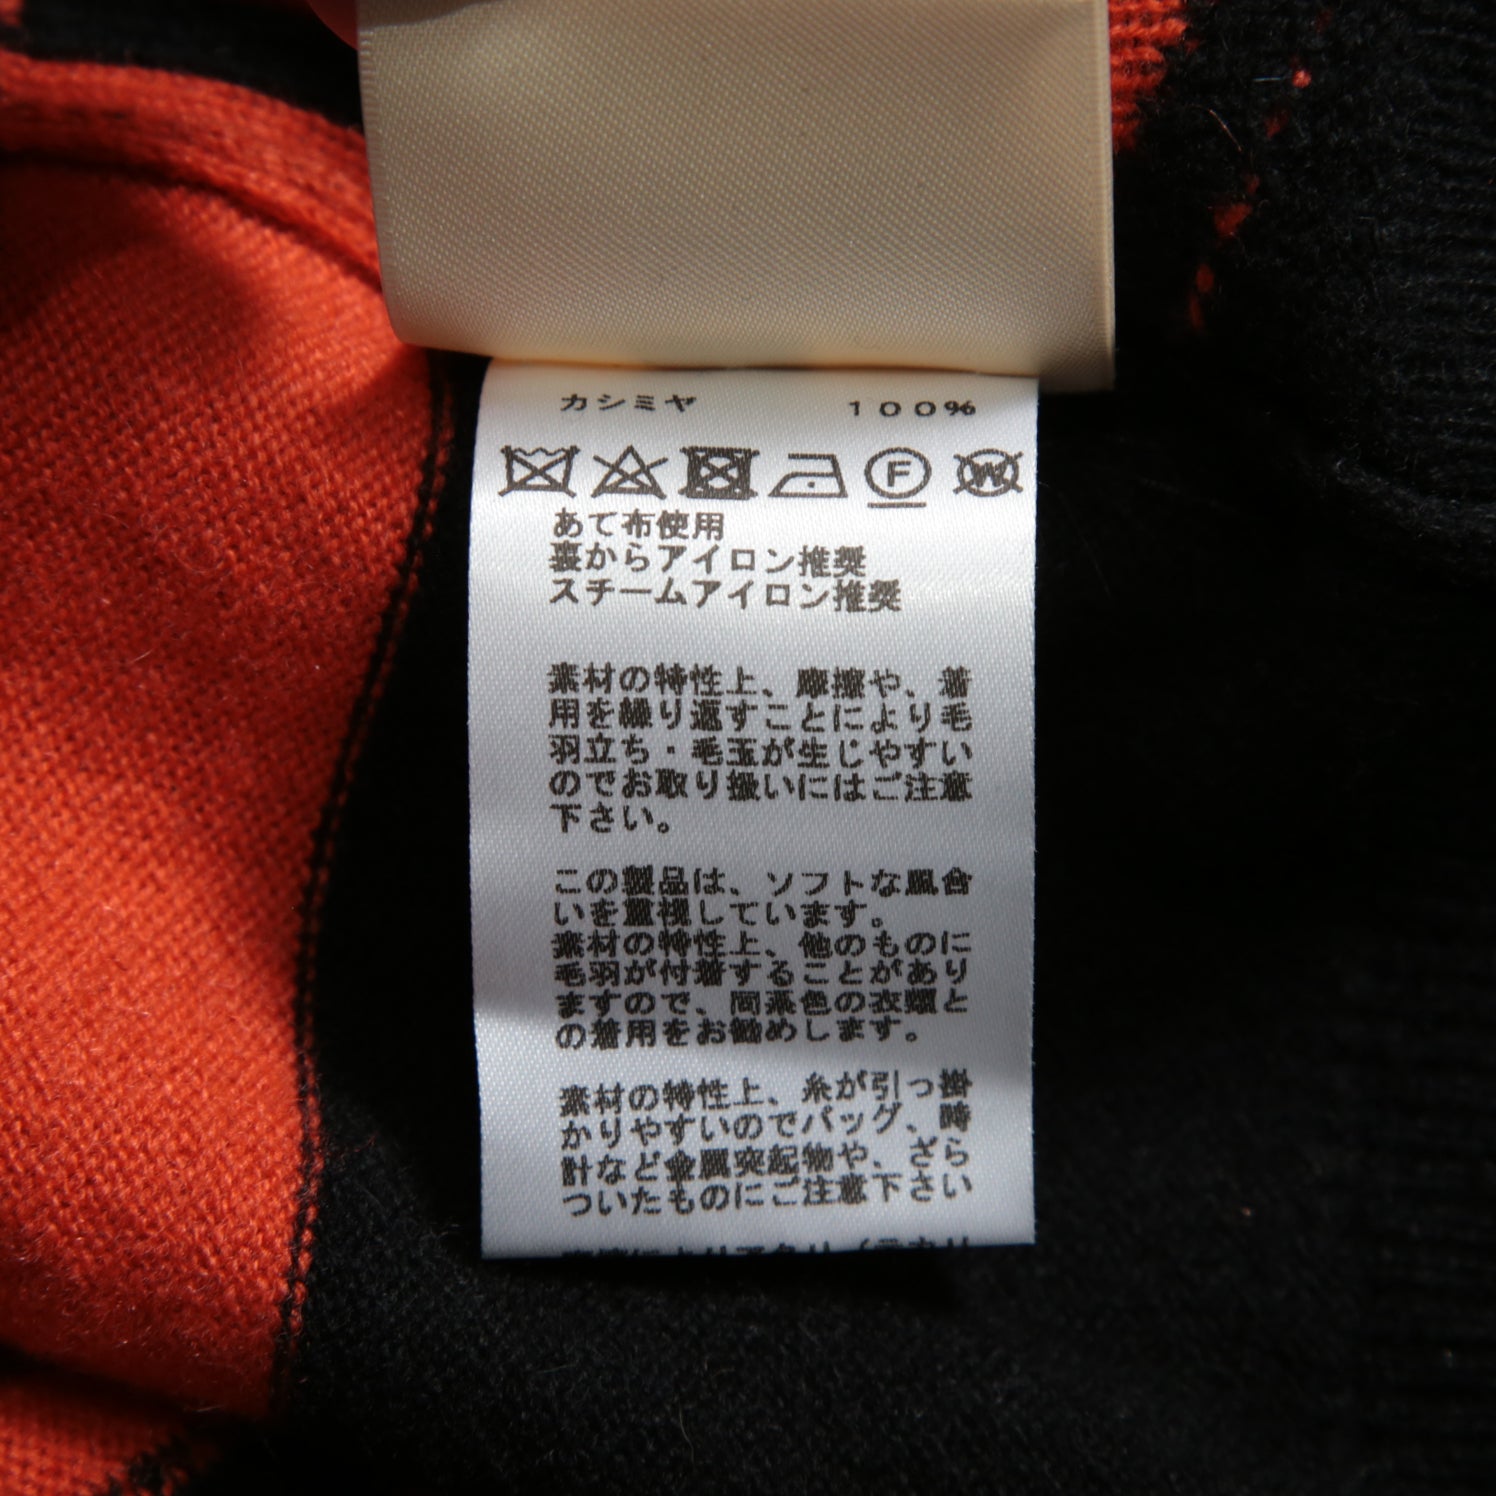 カシミヤ 100%
F W
あて布使用
裏からアイロン推奨
スチームアイロン推奨
素材の特性上、摩擦や、着
用を繰り返すことにより毛
羽立ち・毛玉が生じやすい
のでお取り扱いにはご注意
下さい。
この製品は、ソフトな風合
いを重視しています。
素材の特性上、他のものに
毛羽が付着することがあり
ますので、同系色の衣類と
の着用をお勧めします。
素材の特性上、糸が引っ掛
かりやすいのでバッグ、時
計など金属突起物や、ざら
ついたものにご注意下さい